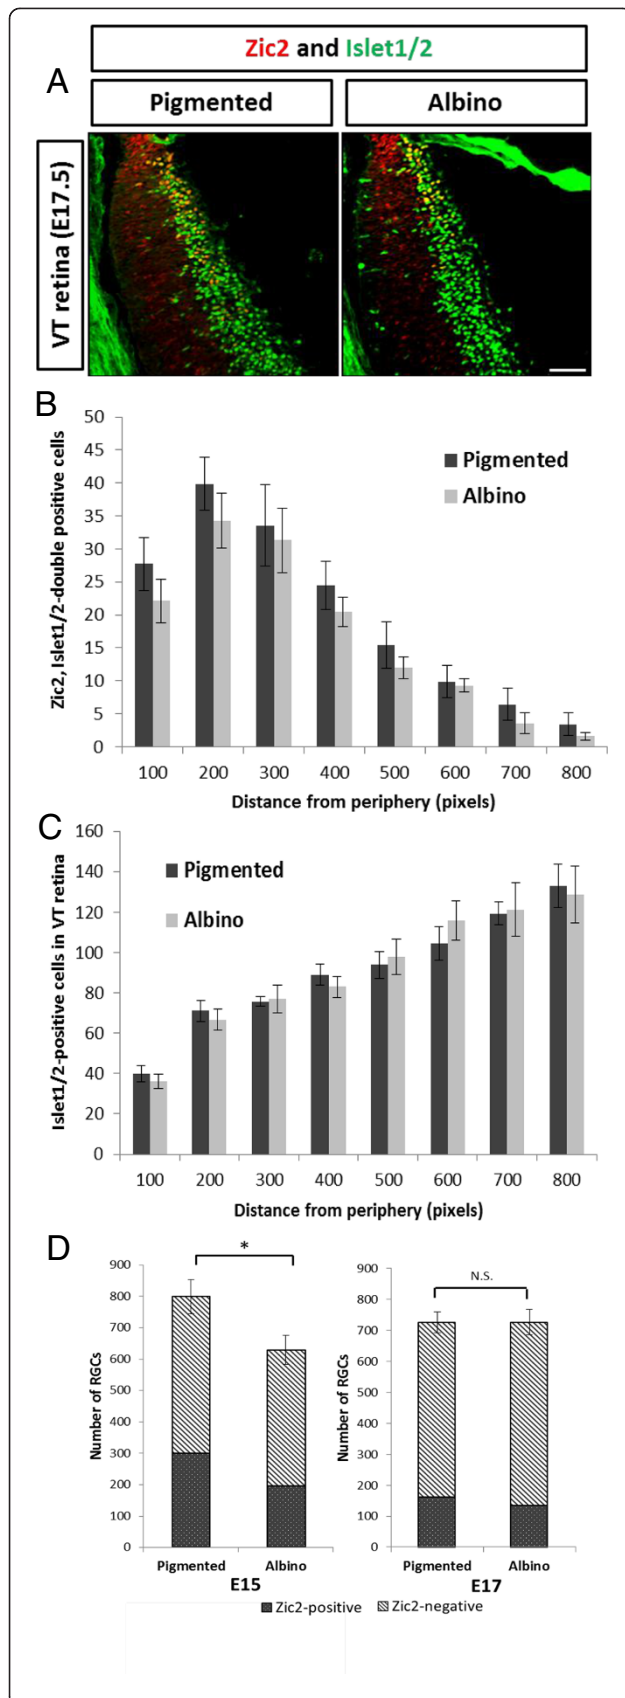 Zic2 and Islet1/2
A
Pigmented
Albino
VT retina (E17.5)
B
Zic2, Islet1/2-double positive cells
50
45
40
35
30
25
20
15
10
5
0
Pigmented
Albino
100 200 300 400 500 600 700 800
Distance from periphery (pixels)
C
Islet1/2-positive cells in VT retina
160
140
120
100
80
60
40
20
0
Pigmented
Albino
100 200 300 400 500 600 700 800
Distance from periphery (pixels)
D
Number of RGCs
900
800
700
600
500
400
300
200
100
0
*
Pigmented Albino
E15
Number of RGCs
900
800
700
600
500
400
300
200
100
0
N.S.
Pigmented Albino
E17
Zic2-positive Zic2-negative